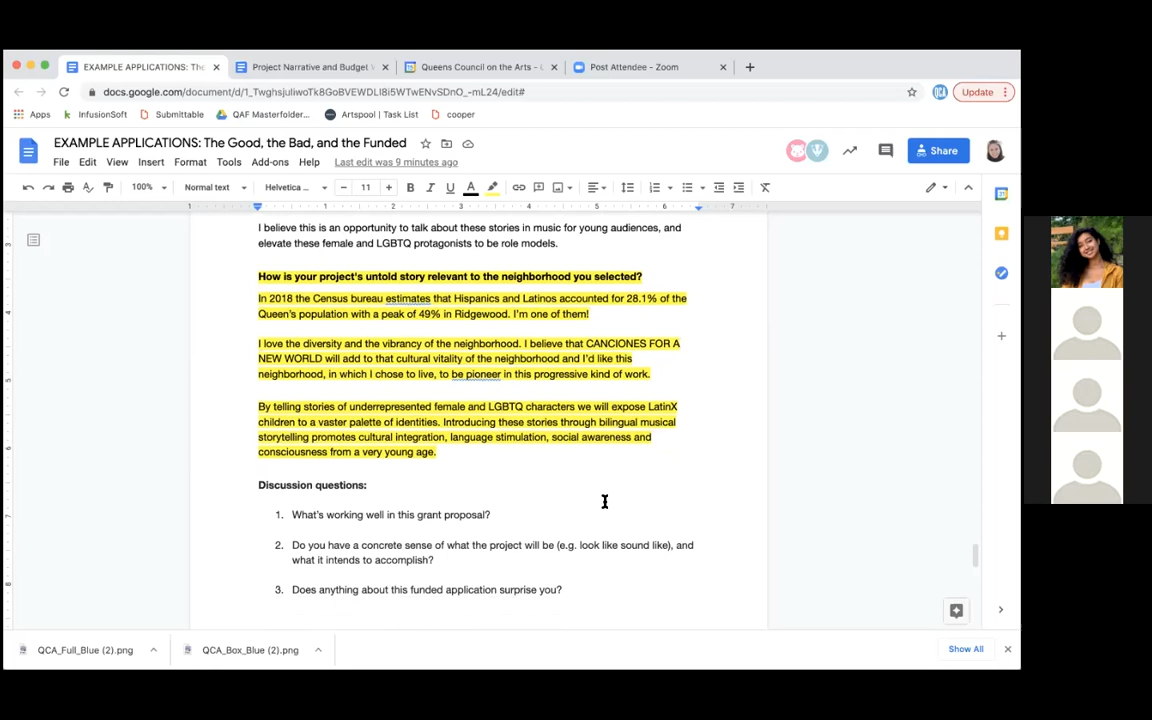 EXAMPLE APPLICATIONS: The
Project Narrative and Budget
Queens Council on the Arts -
Post Attendee - Zoom
docs.google.com/document/d/1_TwghsjuliwoTk8GoBVEWDLI8i5WTwENvSDnO_-mL24/edit#
QCA
Update
Apps
InfusionSoft
Submittable
QAF Masterfolder...
Artspool | Task List
cooper
EXAMPLE APPLICATIONS: The Good, the Bad, and the Funded
File Edit View Insert Format Tools Add-ons Help Last edit was 9 minutes ago
Share
100% Normal text Helvetica ... 11 B I U A
1 1 2 3 4 5 6 7
I believe this is an opportunity to talk about these stories in music for young audiences, and
elevate these female and LGBTQ protagonists to be role models.
How is your project's untold story relevant to the neighborhood you selected?
In 2018 the Census bureau estimates that Hispanics and Latinos accounted for 28.1% of the
Queen's population with a peak of 49% in Ridgewood. I'm one of them!
I love the diversity and the vibrancy of the neighborhood. I believe that CANCIONES FOR A
NEW WORLD will add to that cultural vitality of the neighborhood and I'd like this
neighborhood, in which I chose to live, to be pioneer in this progressive kind of work.
By telling stories of underrepresented female and LGBTQ characters we will expose LatinX
children to a vaster palette of identities. Introducing these stories through bilingual musical
storytelling promotes cultural integration, language stimulation, social awareness and
consciousness from a very young age.
Discussion questions:
1. What's working well in this grant proposal?
2. Do you have a concrete sense of what the project will be (e.g. look like sound like), and
what it intends to accomplish?
3. Does anything about this funded application surprise you?
QCA_Full_Blue (2).png
QCA_Box_Blue (2).png
Show All